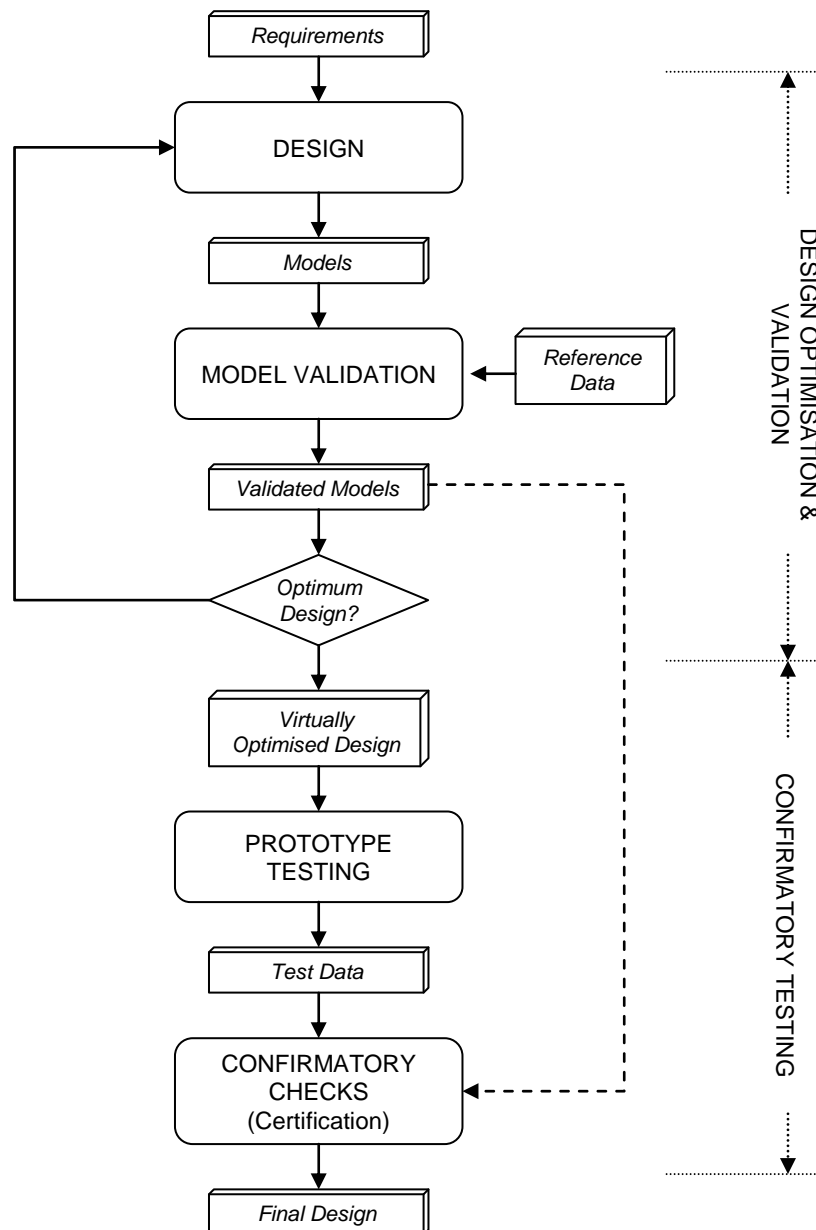 Requirements
DESIGN
Models
MODEL VALIDATION
Reference
Data
Validated Models
Optimum
Design?
Virtually
Optimised Design
PROTOTYPE
TESTING
Test Data
CONFIRMATORY
CHECKS
(Certification)
Final Design
DESIGN OPTIMISATION &
VALIDATION
CONFIRMATORY TESTING